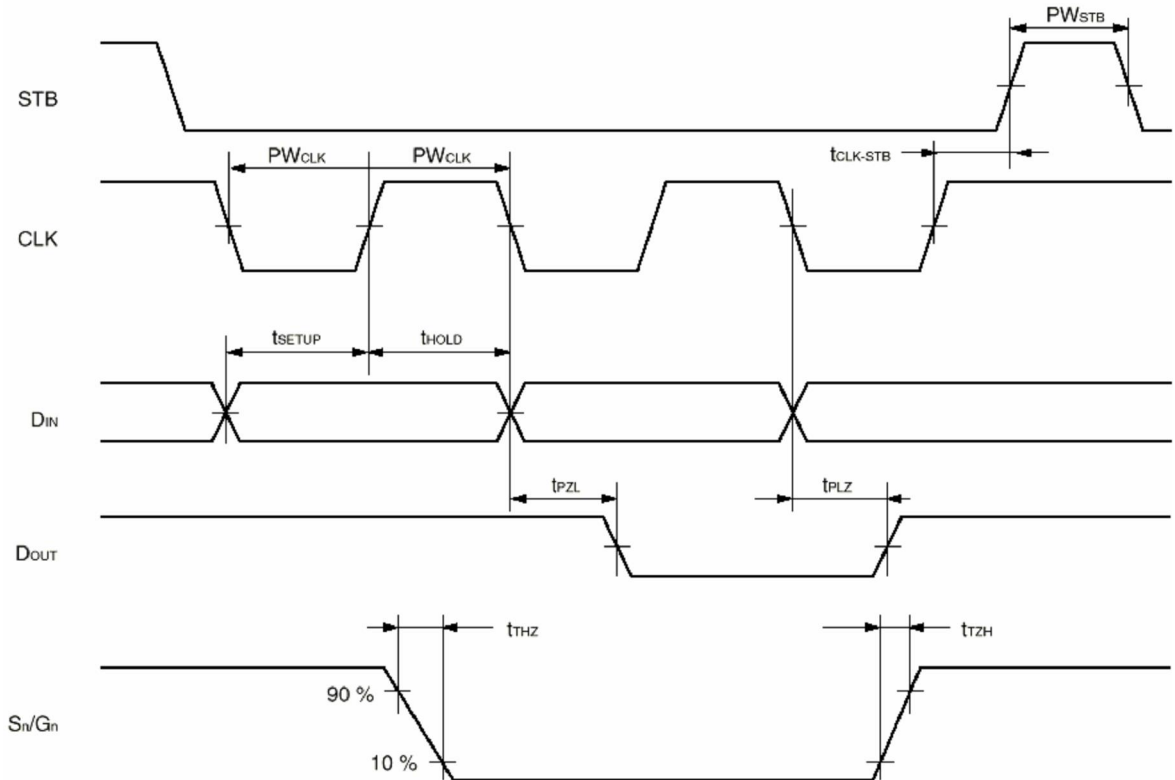 PWSTB
STB
tCLK-STB
PWCLK PWCLK
CLK
tSETUP tHOLD
DIN
tPZL tPLZ
DOUT
tTHZ tTZH
90 %
Sn/Gn
10 %